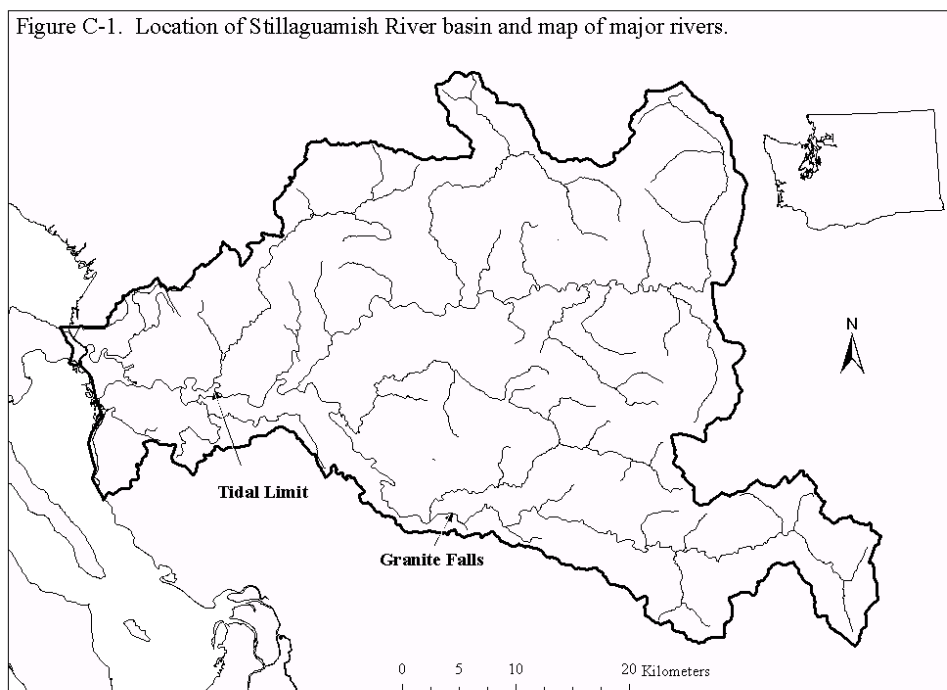 Figure C-1.  Location of Stillaguamish River basin and map of major rivers.
N
Tidal Limit
Granite Falls
0 5 10 20 Kilometers